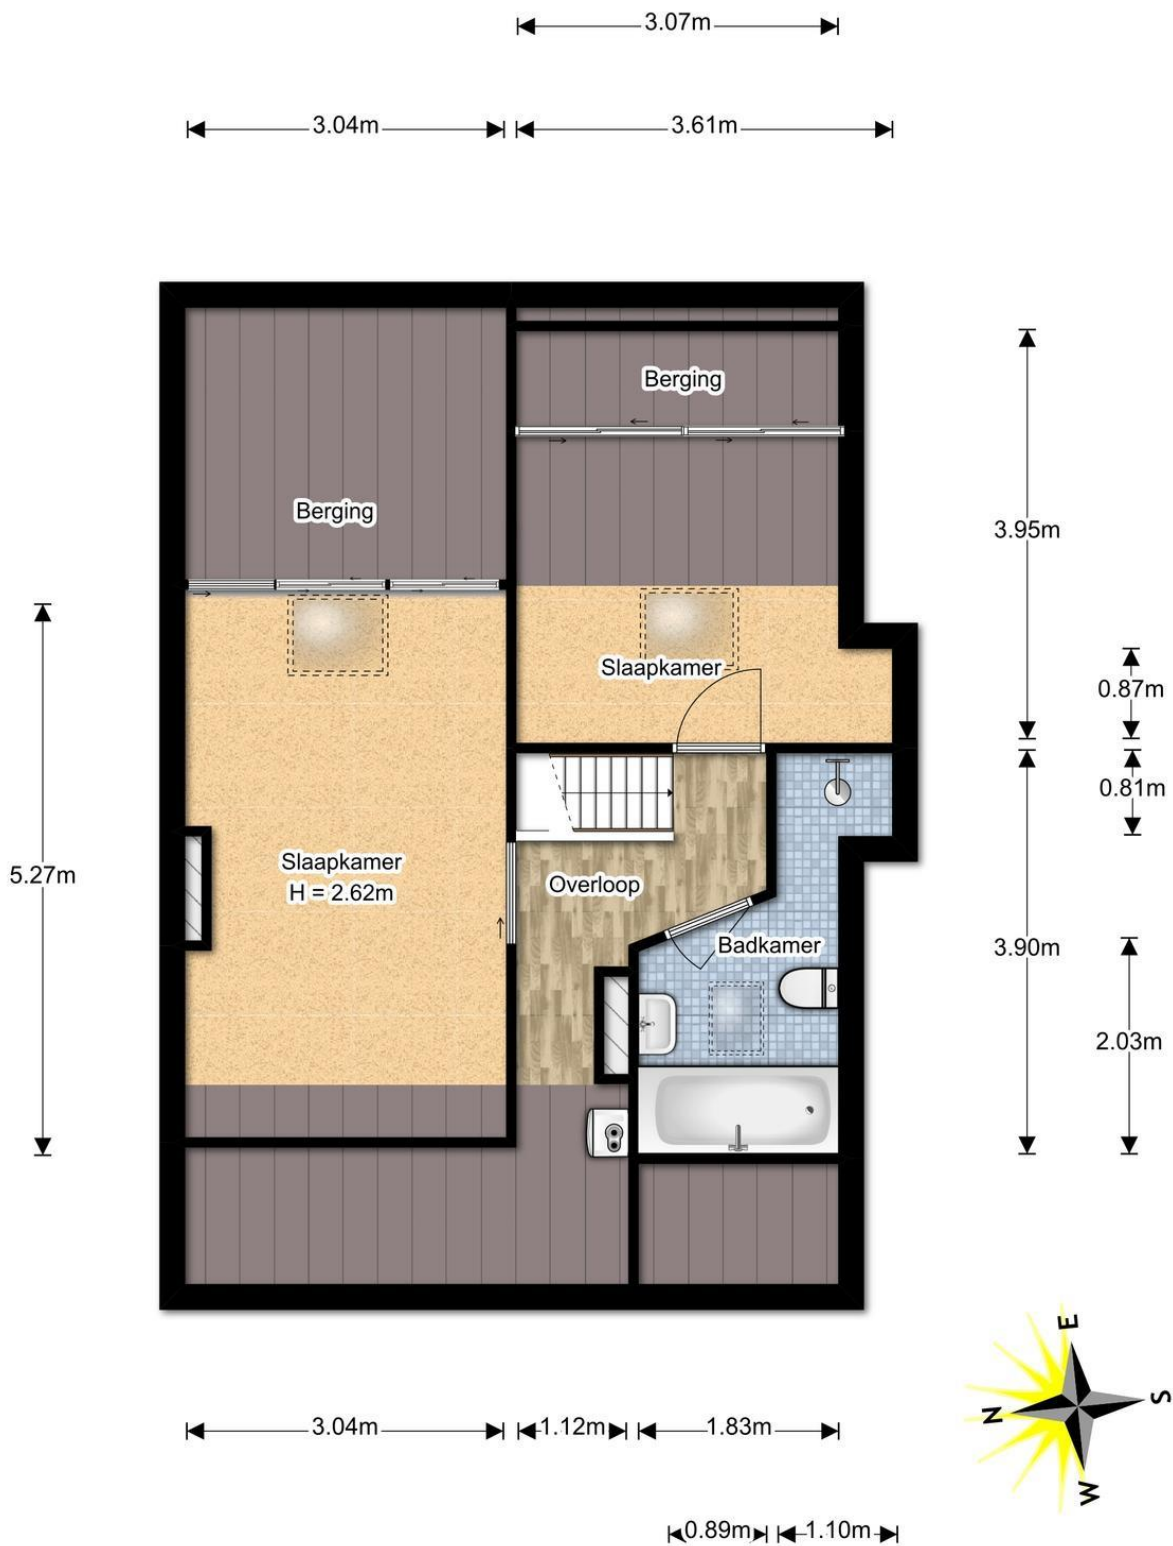 3.07m
3.04m
3.61m
Berging
Berging
3.95m
Slaapkamer
0.87m
0.81m
5.27m
Slaapkamer
H = 2.62m
Overloop
Badkamer
3.90m
2.03m
E
S
N
W
3.04m
1.12m
1.83m
0.89m
1.10m